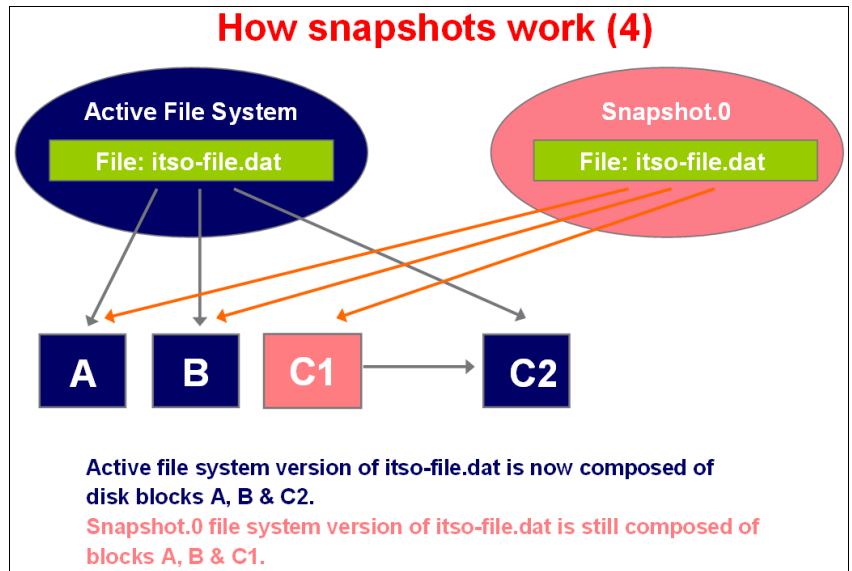 How snapshots work (4)
Active File System
Snapshot.0
File: itso-file.dat
File: itso-file.dat
A
B
C1
C2
Active file system version of itso-file.dat is now composed of
disk blocks A, B & C2.
Snapshot.0 file system version of itso-file.dat is still composed of
blocks A, B & C1.